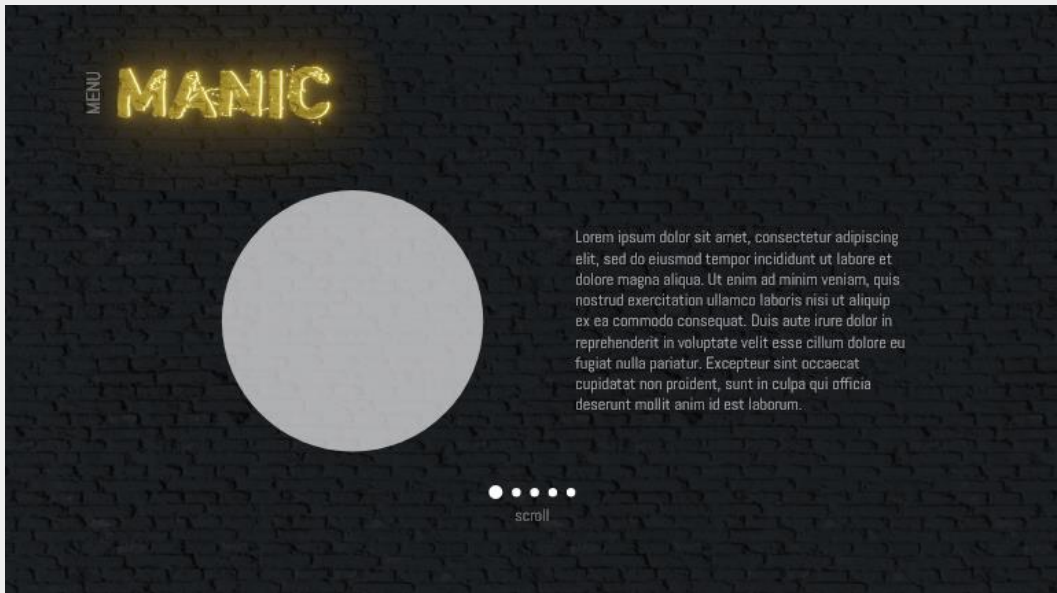 MENU
MANIC
Lorem ipsum dolor sit amet, consectetur adipiscing
elit, sed do eiusmod tempor incididunt ut labore et
dolore magna aliqua. Ut enim ad minim veniam, quis
nostrud exercitation ullamco laboris nisi ut aliquip
ex ea commodo consequat. Duis aute irure dolor in
reprehenderit in voluptate velit esse cillum dolore eu
fugiat nulla pariatur. Excepteur sint occaecat
cupidatat non proident, sunt in culpa qui officia
deserunt mollit anim id est laborum.
scroll